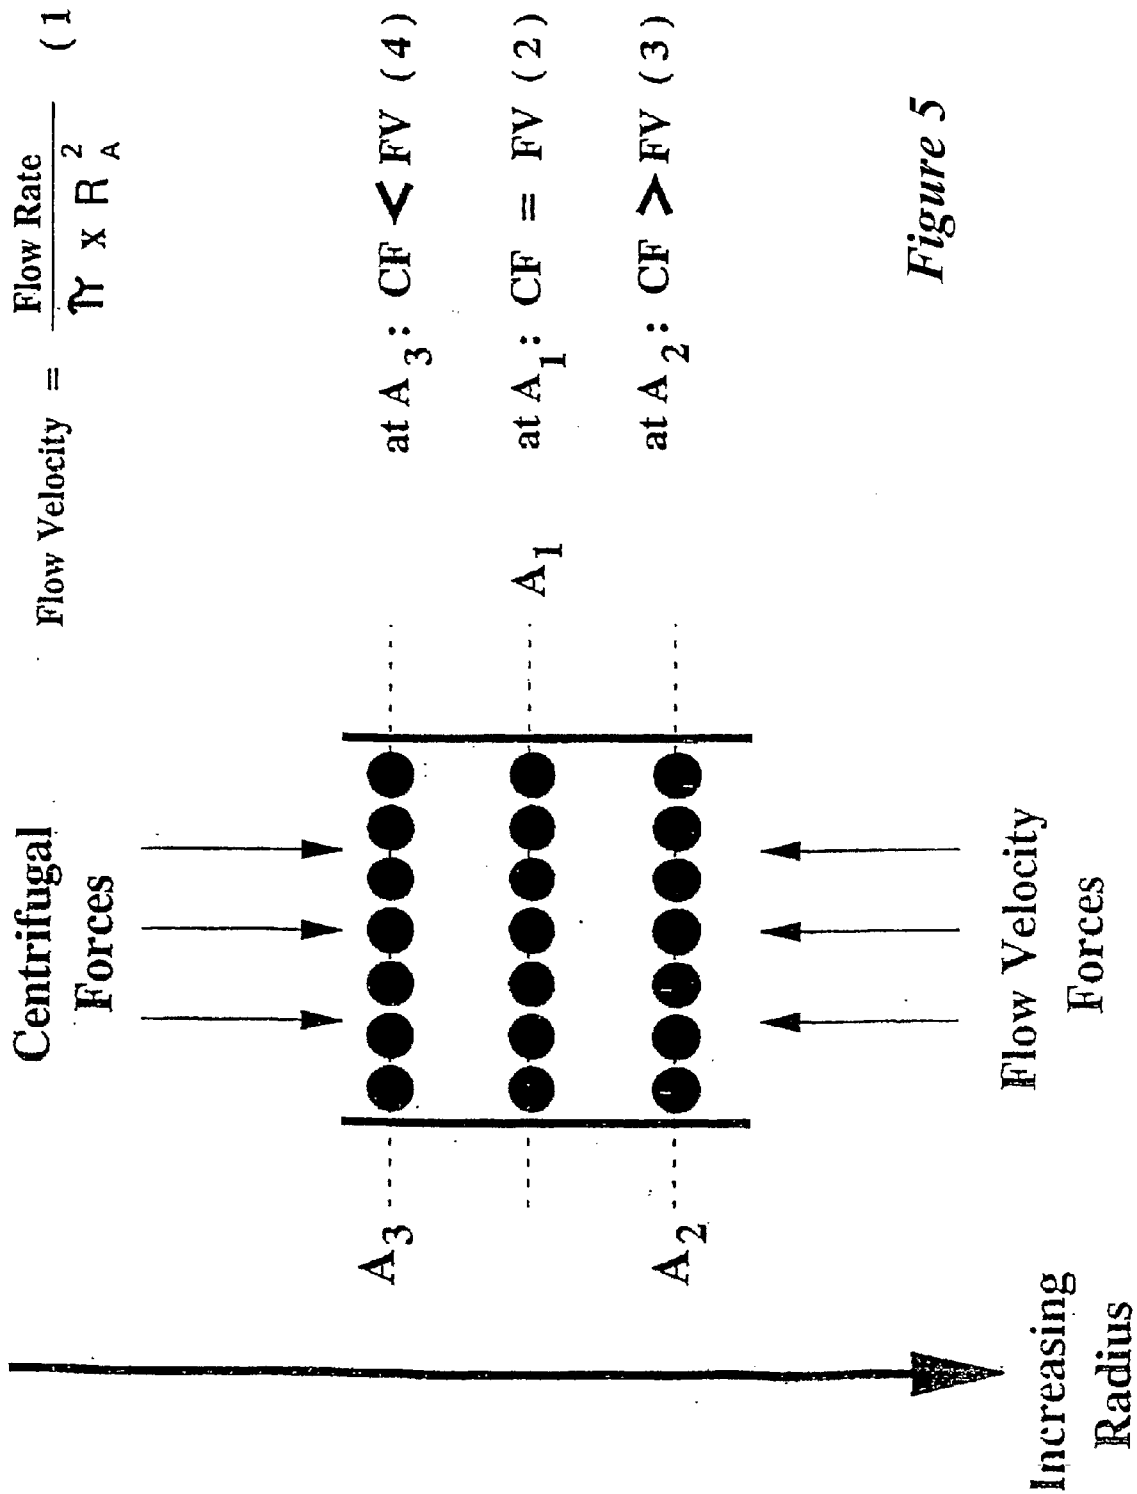 Centrifugal
Forces
Flow Velocity = Flow Rate / π x R_A^2 (1
A3
at A3: CF < FV (4)
A1
at A1: CF = FV (2)
A2
at A2: CF > FV (3)
Increasing
Radius
Flow Velocity
Forces
Figure 5